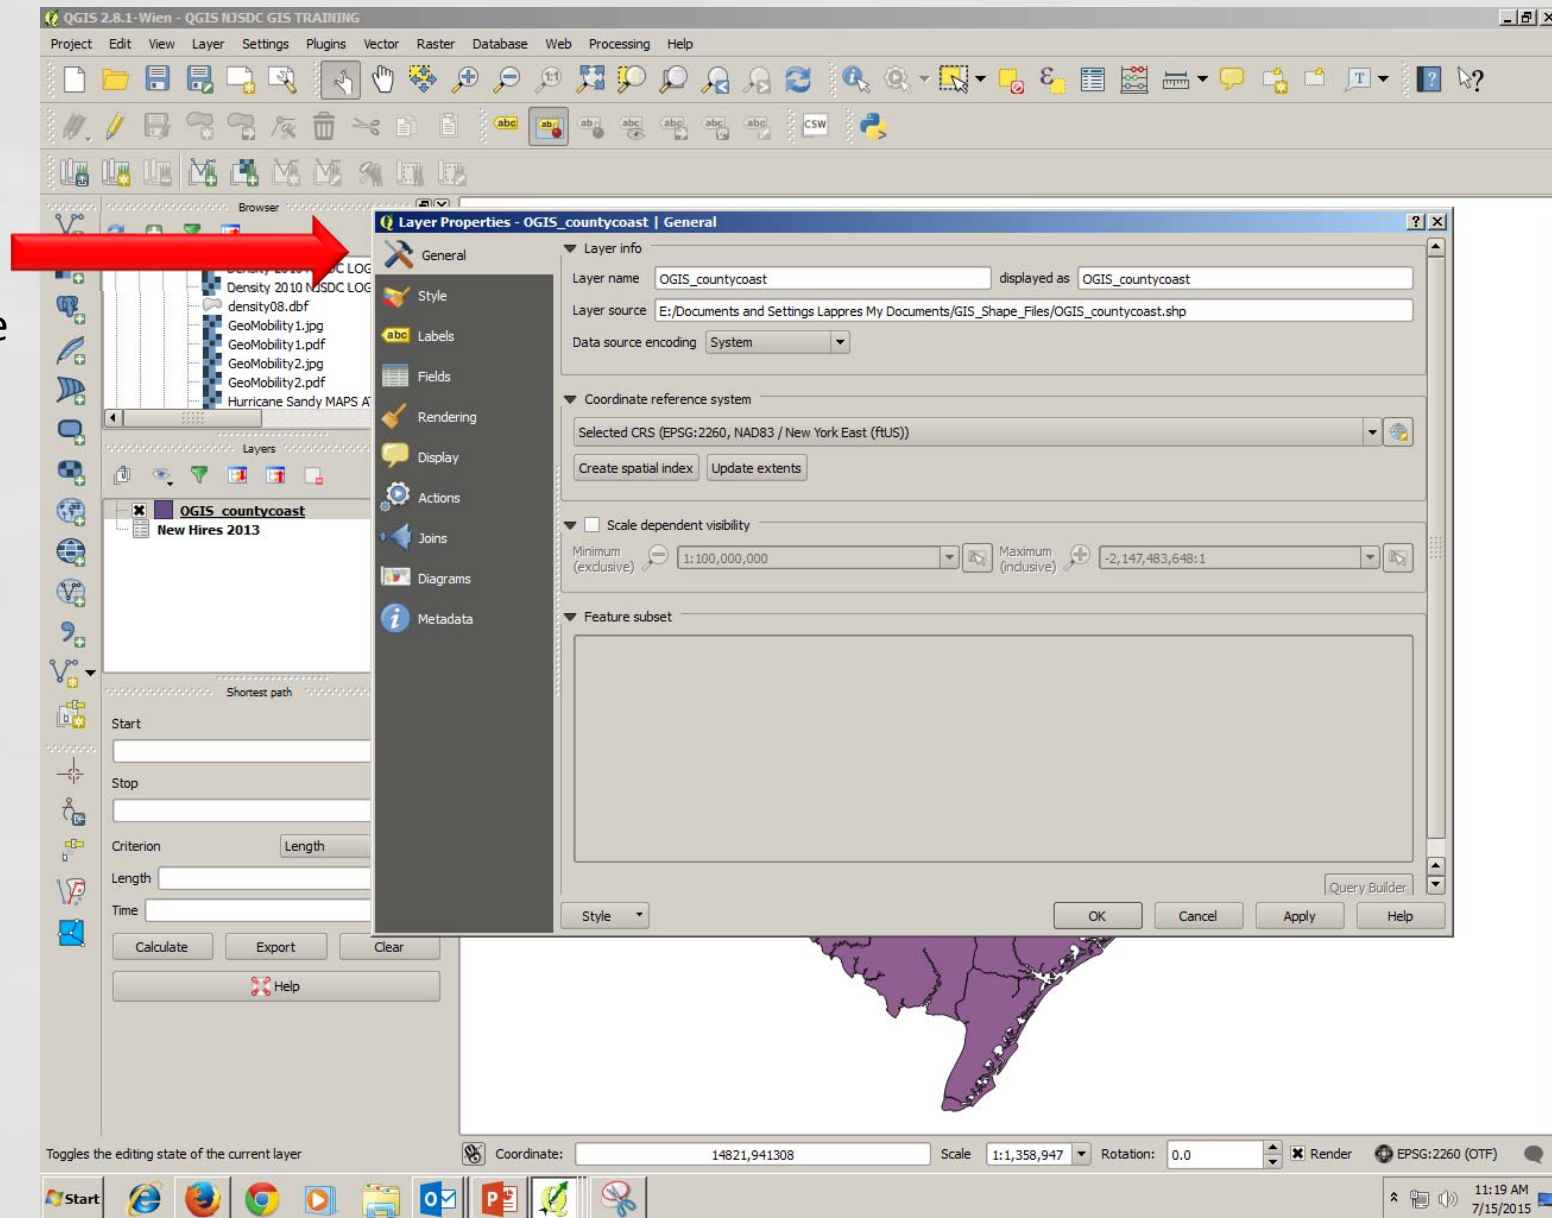 QGIS 2.8.1-Wien - QGIS NJSDC GIS TRAINING
Project Edit View Layer Settings Plugins Vector Raster Database Web Processing Help
CSW
Browser
Density 2010 NJSDC LOG
Density 2010 NJSDC LOG
density08.dbf
GeoMobility1.jpg
GeoMobility1.pdf
GeoMobility2.jpg
GeoMobility2.pdf
Hurricane Sandy MAPS A
e
Layers
OGIS_countycoast
New Hires 2013
Shortest path
Start
Stop
Criterion Length
Length
Time
Calculate Export Clear
Help
Layer Properties - OGIS_countycoast | General
General
Style
Labels
Fields
Rendering
Display
Actions
Joins
Diagrams
Metadata
Layer info
Layer name OGIS_countycoast displayed as OGIS_countycoast
Layer source E:/Documents and Settings Lappres My Documents/GIS_Shape_Files/OGIS_countycoast.shp
Data source encoding System
Coordinate reference system
Selected CRS (EPSG:2260, NAD83 / New York East (ftUS))
Create spatial index Update extents
Scale dependent visibility
Minimum (exclusive) 1:100,000,000 Maximum (inclusive) -2,147,483,648:1
Feature subset
Query Builder
Style OK Cancel Apply Help
Toggles the editing state of the current layer Coordinate: 14821,941308 Scale 1:1,358,947 Rotation: 0.0 Render EPSG:2260 (OTF)
Start 11:19 AM
7/15/2015